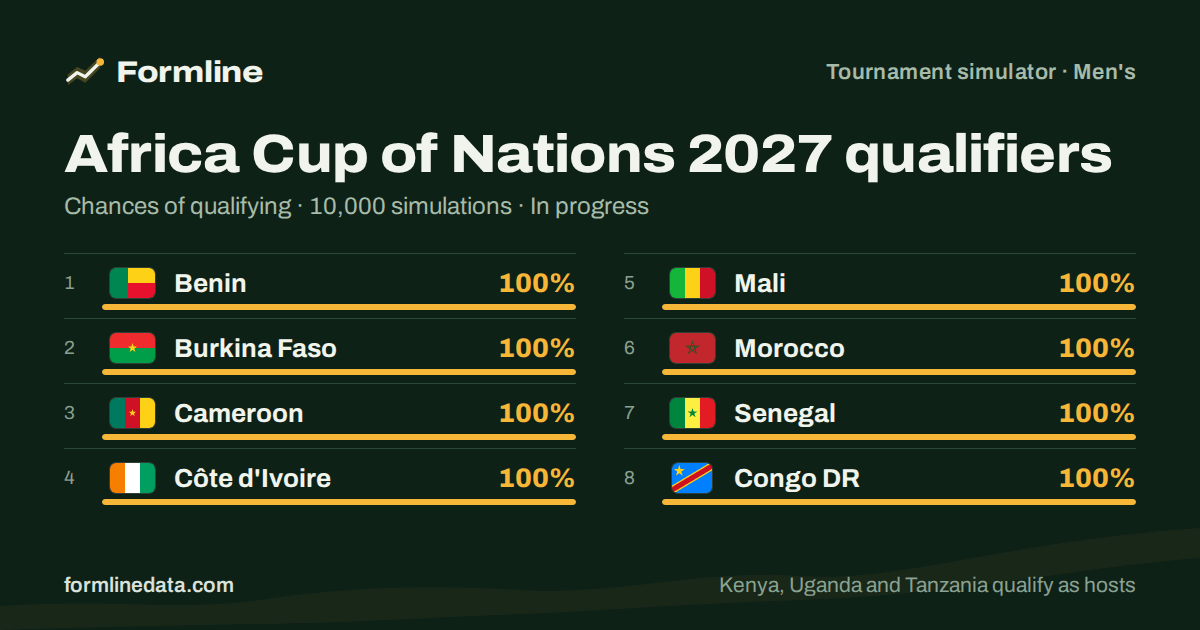 Formline
Tournament simulator · Men's
Africa Cup of Nations 2027 qualifiers
Chances of qualifying · 10,000 simulations · In progress
1 Benin 100%
2 Burkina Faso 100%
3 Cameroon 100%
4 Côte d'Ivoire 100%
5 Mali 100%
6 Morocco 100%
7 Senegal 100%
8 Congo DR 100%
formlinedata.com
Kenya, Uganda and Tanzania qualify as hosts